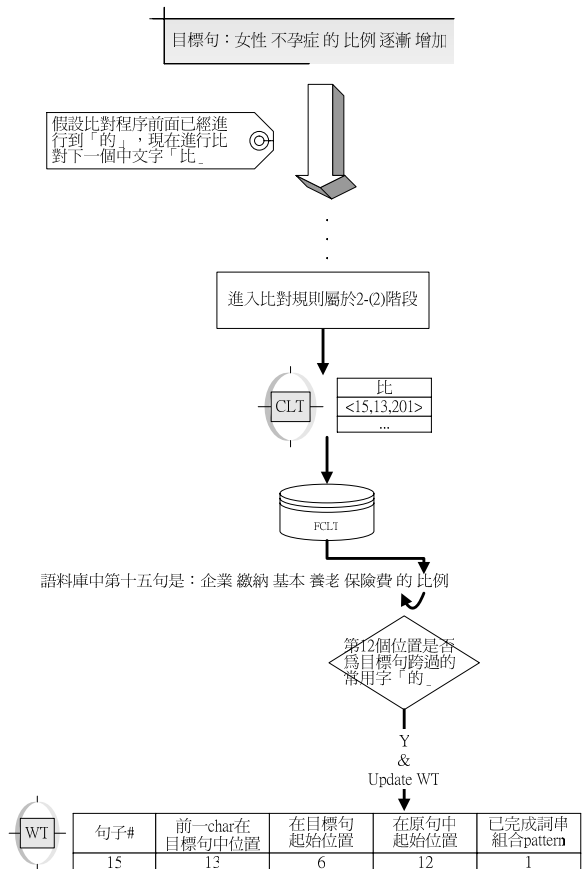 目標句：女性 不孕症 的 比例 逐漸 增加
假設比對程序前面已經進
行到「的」，現在進行比
對下一個中文字「比」
.
.
.
進入比對規則屬於2-(2)階段
CLT
比
<15,13,201>
...
FCLT
語料庫中第十五句是：企業 繳納 基本 養老 保險費 的 比例
第12個位置是否
為目標句跨過的
常用字「的」
Y
&
Update WT
WT
句子#
前一char在
目標句中位置
在目標句
起始位置
在原句中
起始位置
已完成詞串
組合pattern
15
13
6
12
1